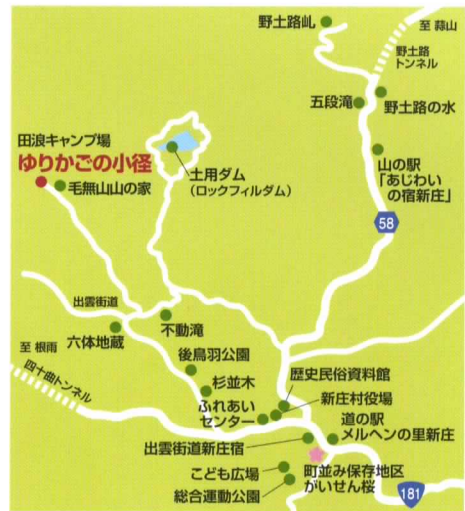 野土路乢
至 蒜山
野土路
トンネル
五段滝
野土路の水
田浪キャンプ場
ゆりかごの小径
毛無山山の家
土用ダム
(ロックフィルダム)
山の駅
「あじわい
の宿新庄」
58
出雲街道
六体地蔵
不動滝
至 根雨
四十曲トンネル
後鳥羽公園
杉並木
ふれあい
センター
歴史民俗資料館
新庄村役場
道の駅
メルヘンの里新庄
出雲街道新庄宿
こども広場
総合運動公園
町並み保存地区
がいせん桜
181